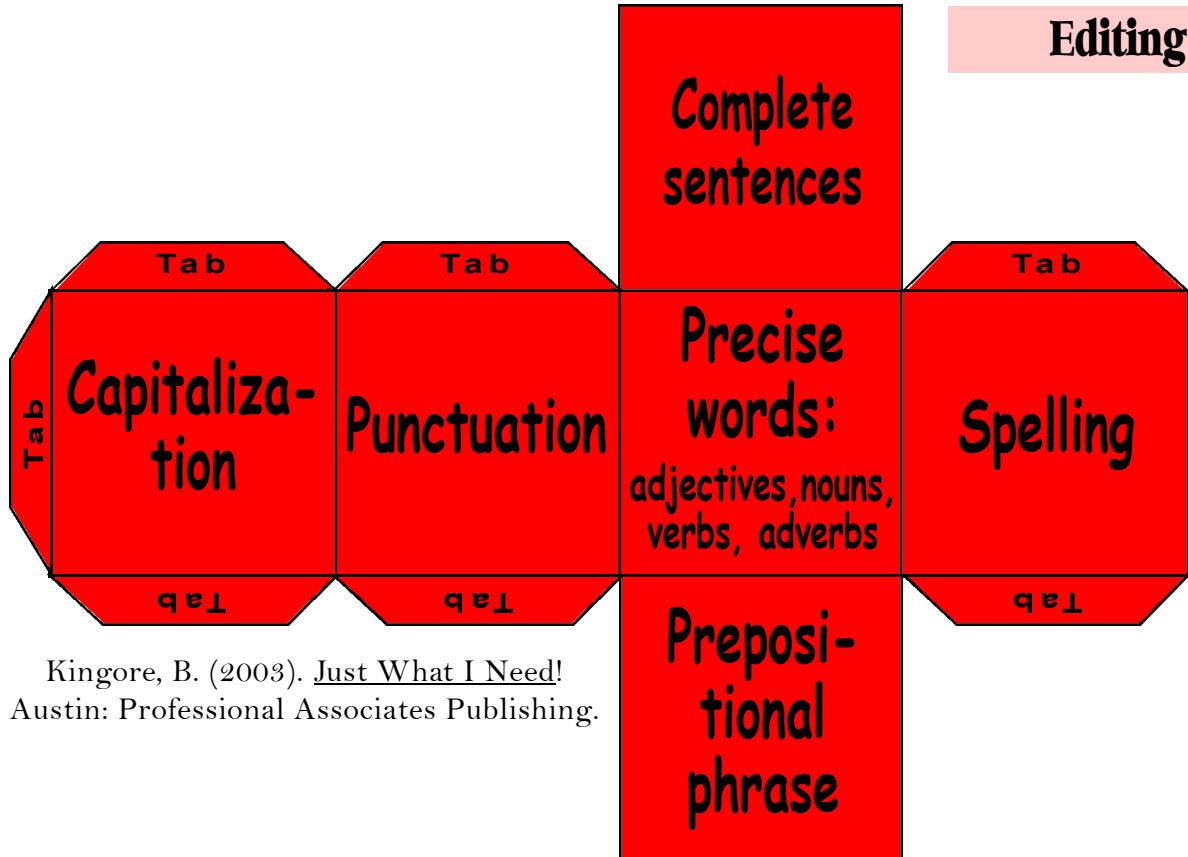 Editing
Complete
sentences
Tab
Tab
Tab
Tab
Capitaliza-
tion
Punctuation
Precise
words:
adjectives,nouns,
verbs, adverbs
Spelling
Tab
Tab
Tab
Preposi-
tional
phrase
Kingore, B. (2003). Just What I Need!
Austin: Professional Associates Publishing.